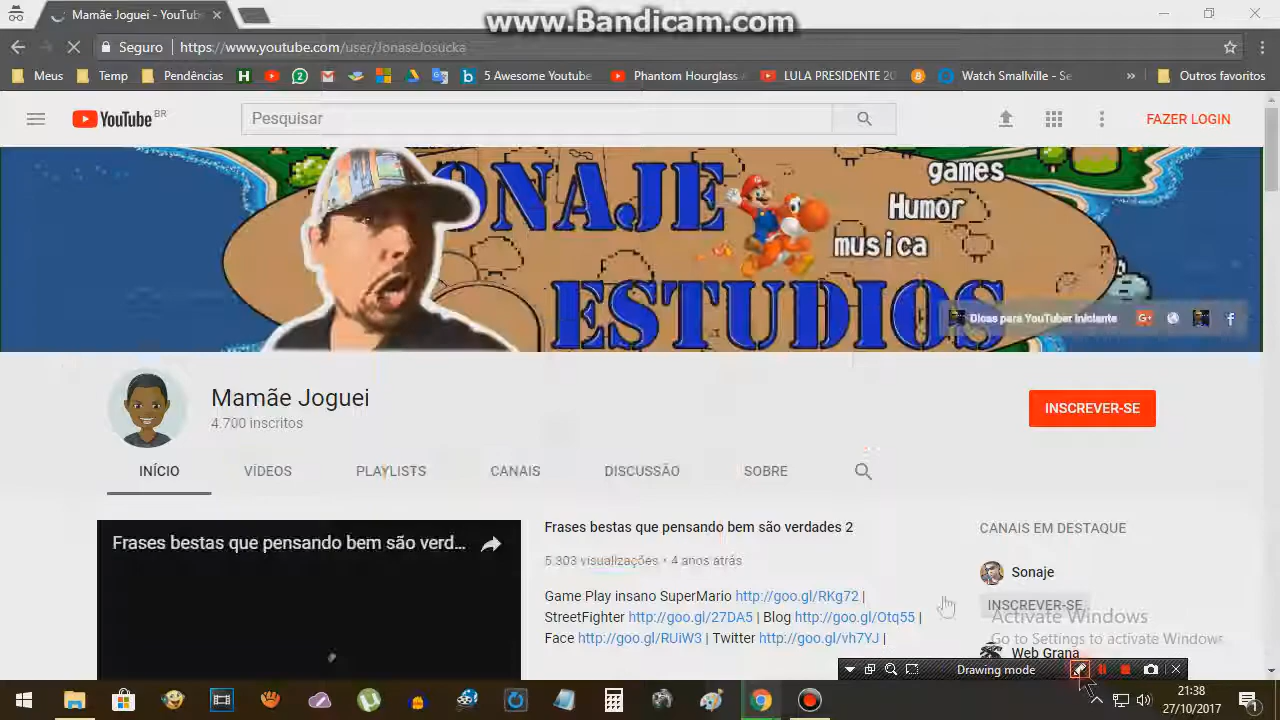 www.Bandicam.com
Mamãe Joguei - YouTub
Seguro | https://www.youtube.com/user/JonaseJosucka
Meus Temp Pendências 5 Awesome Youtube Phantom Hourglass LULA PRESIDENTE 20 Watch Smallville - Se » Outros favoritos
YouTube BR
Pesquisar
FAZER LOGIN
ONAJE
ESTUDIOS
games
Humor
musica
Dicas para YouTuber Iniciante
Mamãe Joguei
4.700 inscritos
INSCREVER-SE
INÍCIO VÍDEOS PLAYLISTS CANAIS DISCUSSÃO SOBRE
Frases bestas que pensando bem são verd...
Frases bestas que pensando bem são verdades 2
5.303 visualizações • 4 anos atrás
Game Play insano SuperMario http://goo.gl/RKg72 |
StreetFighter http://goo.gl/27DA5 | Blog http://goo.gl/Otq55 |
Face http://goo.gl/RUiW3 | Twitter http://goo.gl/vh7YJ |
CANAIS EM DESTAQUE
Sonaje
INSCREVER-SE
Web Grana
Activate Windows
Go to Settings to activate Windows.
Drawing mode
21:38
27/10/2017